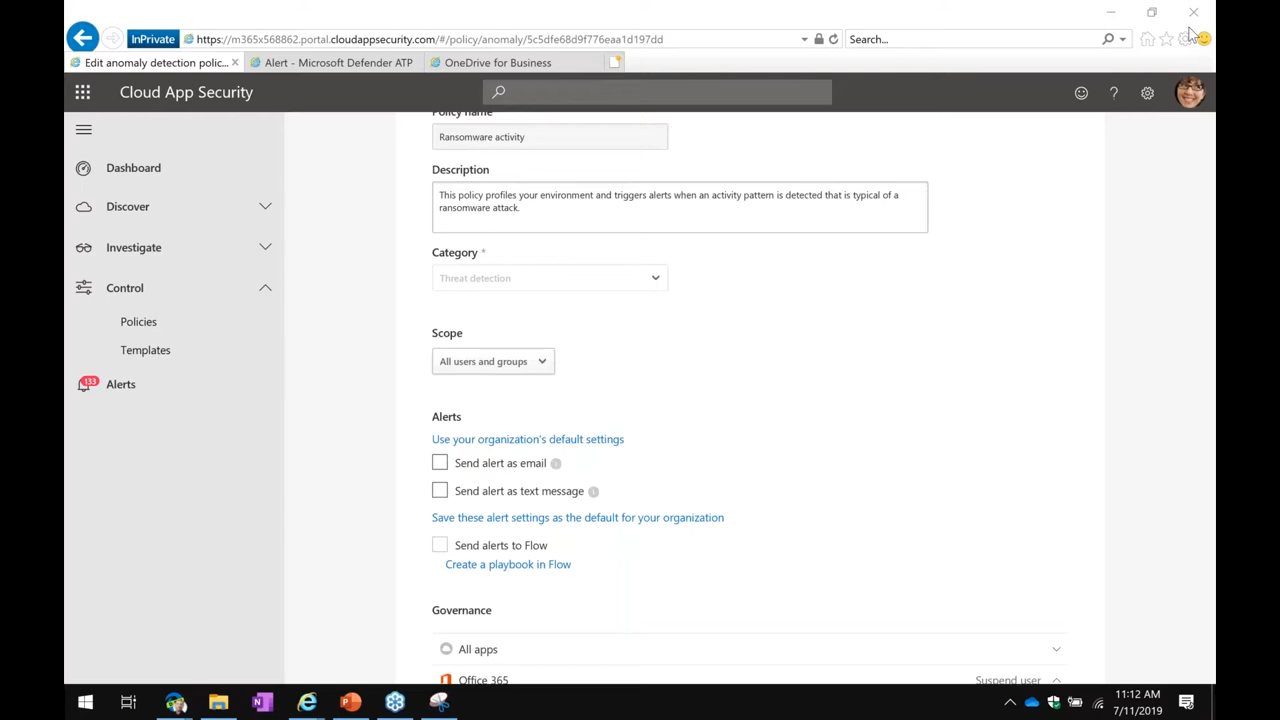 InPrivate
https://m365x568862.portal.cloudappsecurity.com/#/policy/anomaly/5c5dfe68d9f776eaa1d197dd
Search...
Edit anomaly detection polic...
Alert - Microsoft Defender ATP
OneDrive for Business
Cloud App Security
Policy name
Ransomware activity
Dashboard
Description
This policy profiles your environment and triggers alerts when an activity pattern is detected that is typical of a
ransomware attack.
Discover
Investigate
Category *
Threat detection
Control
Policies
Scope
Templates
All users and groups
133
Alerts
Alerts
Use your organization's default settings
Send alert as email
Send alert as text message
Save these alert settings as the default for your organization
Send alerts to Flow
Create a playbook in Flow
Governance
All apps
Office 365
Suspend user
11:12 AM
7/11/2019